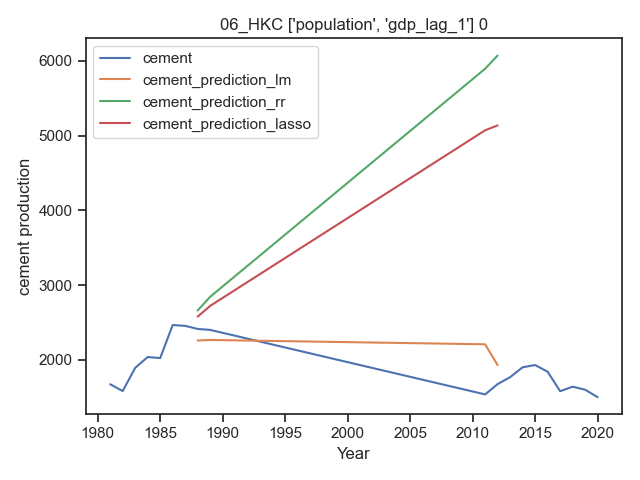 06_HKC ['population', 'gdp_lag_1'] 0
cement
cement_prediction_lm
cement_prediction_rr
cement_prediction_lasso
6000
5000
4000
3000
2000
cement production
1980 1985 1990 1995 2000 2005 2010 2015 2020
Year